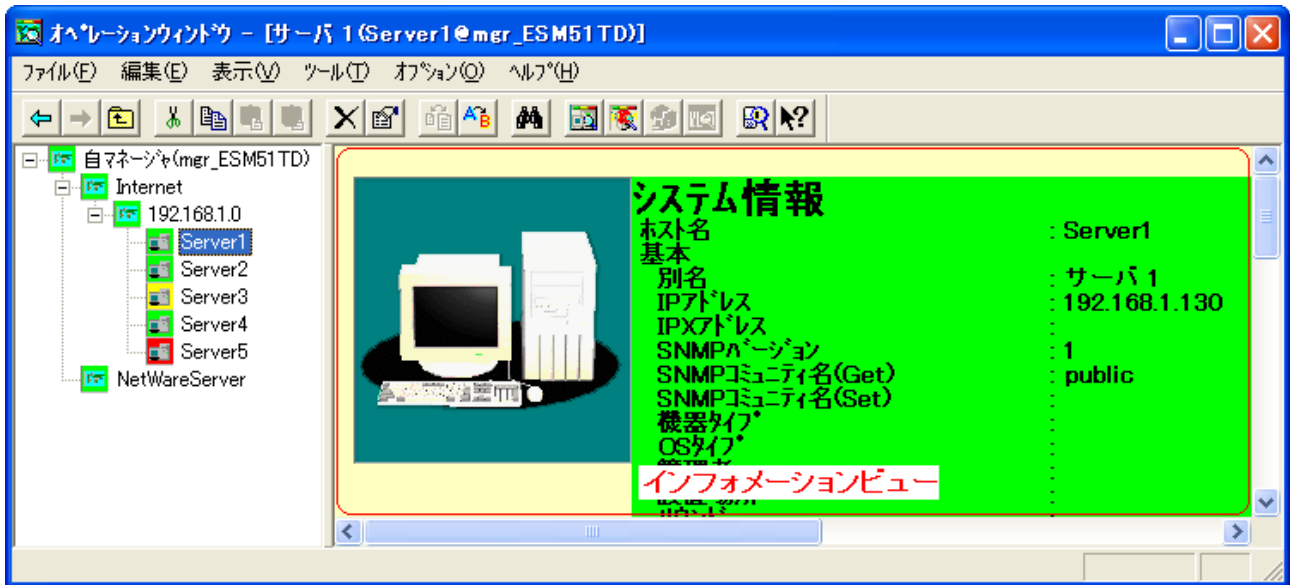 オペレーションウィンドウ - [サーバ 1(Server1@mgr_ESM51TD)]
ファイル(F) 編集(E) 表示(V) ツール(T) オプション(O) ヘルプ(H)
自マネージャ(mgr_ESM51TD)
Internet
192.168.1.0
Server1
Server2
Server3
Server4
Server5
NetWareServer
システム情報
ホスト名 : Server1
基本
別名 : サーバ 1
IPアドレス : 192.168.1.130
IPXアドレス :
SNMPバージョン : 1
SNMPコミュニティ名(Get) : public
SNMPコミュニティ名(Set) :
機器タイプ :
OSタイプ :
インフォメーションビュー